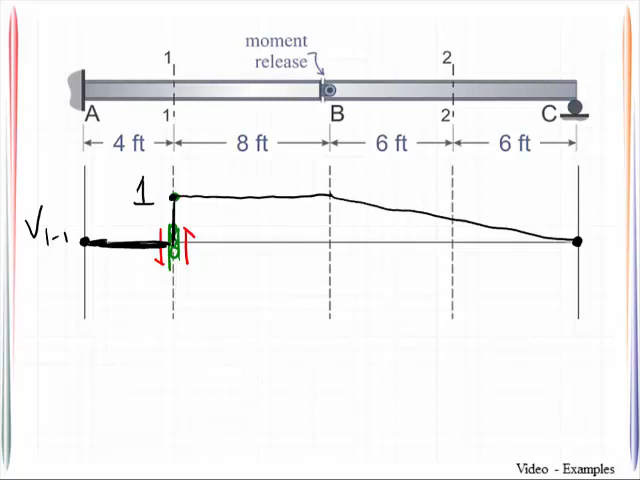 moment
release
1
2
A
1
B
2
C
4 ft
8 ft
6 ft
6 ft
1
V1-1
Video - Examples